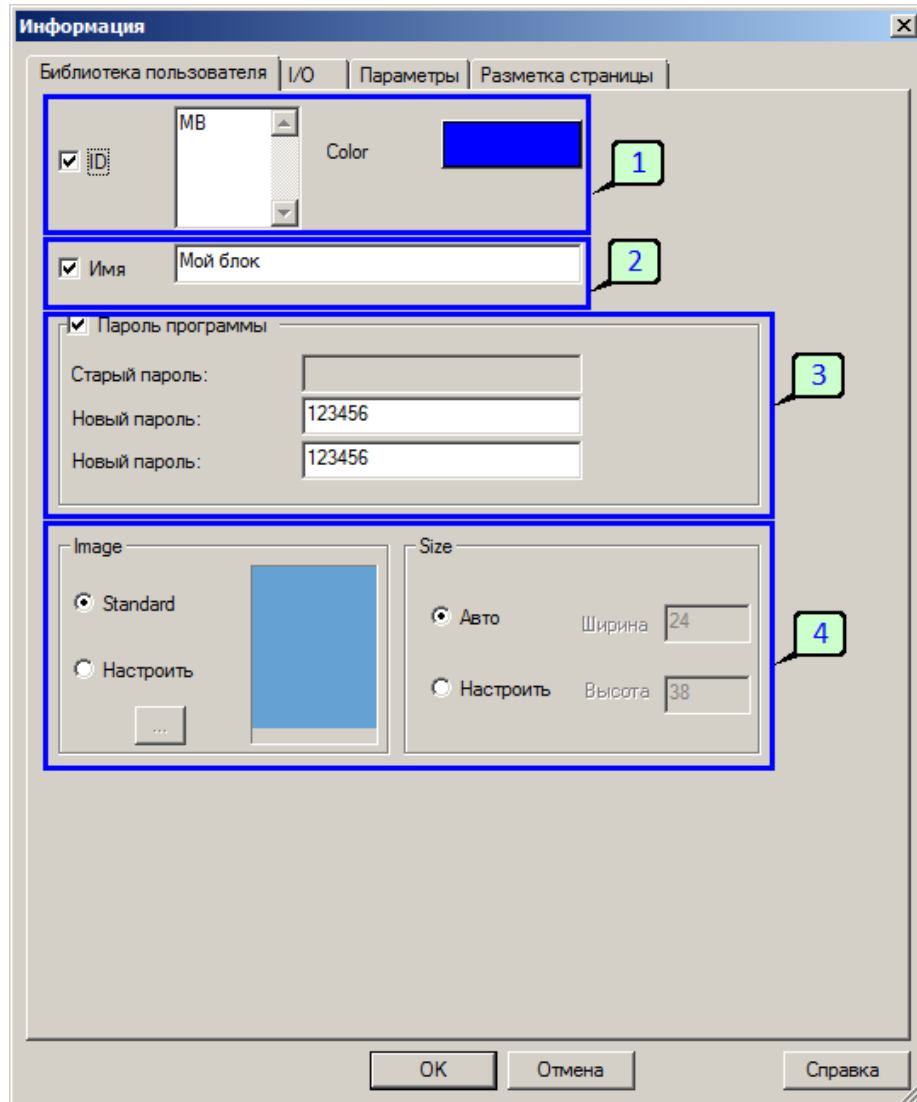 Информация
Библиотека пользователя I/O Параметры Разметка страницы
ID MB Color 1
Имя Мой блок 2
Пароль программы
Старый пароль:
Новый пароль: 123456
Новый пароль: 123456
3
Image Size
Standard Авто Ширина 24
Настроить Настроить Высота 38
...
4
OK Отмена Справка